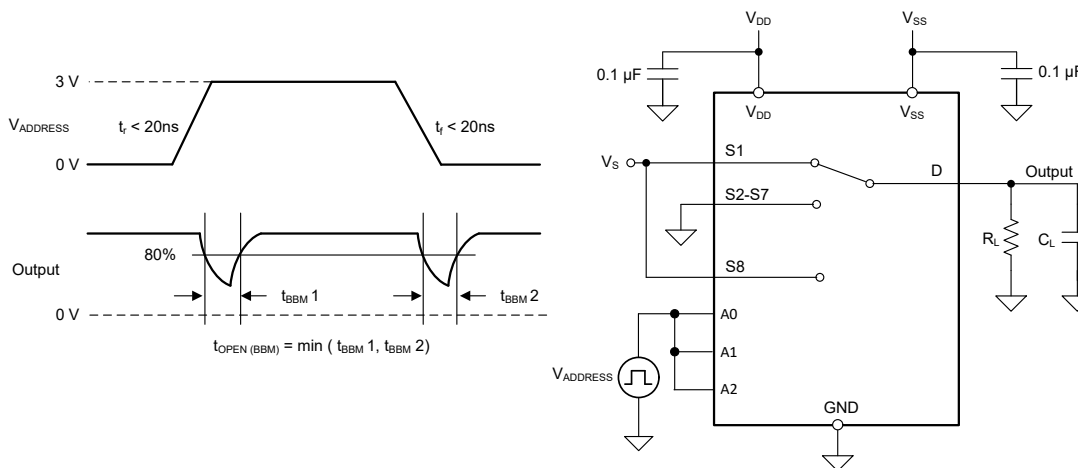 3 V
V_ADDRESS
t_r < 20ns
t_f < 20ns
0 V
80%
Output
t_BBM 1
t_BBM 2
0 V
t_OPEN (BBM) = min ( t_BBM 1, t_BBM 2)
V_DD
V_SS
0.1 µF
0.1 µF
V_DD
V_SS
V_S
S1
D
Output
S2-S7
R_L
C_L
S8
A0
A1
V_ADDRESS
A2
GND